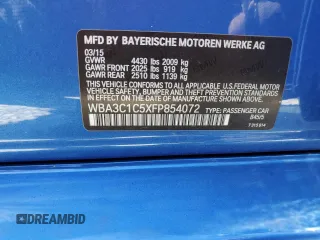 MFD BY BAYERISCHE MOTOREN WERKE AG
03/15
GVWR 4430 lbs 2009 kg
GAWR FRONT 2025 lbs 919 kg
GAWR REAR 2510 lbs 1139 kg
THIS VEHICLE CONFORMS TO ALL APPLICABLE
U.S. FEDERAL MOTOR VEHICLE
SAFETY, BUMPER AND THEFT PREVENTION
STANDARDS IN EFFECT ON THE DATE OF
MANUFACTURE SHOWN ABOVE.
WBA3C1C5XFP854072
TYPE: PASSENGER CAR
DREAMBID
DREAMBID.COM